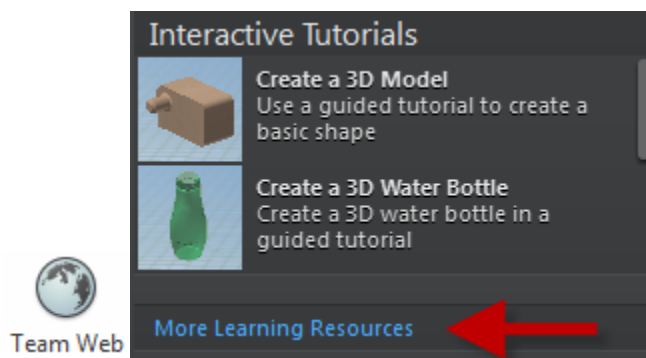 Interactive Tutorials
Create a 3D Model
Use a guided tutorial to create a
basic shape
Create a 3D Water Bottle
Create a 3D water bottle in a
guided tutorial
More Learning Resources
Team Web